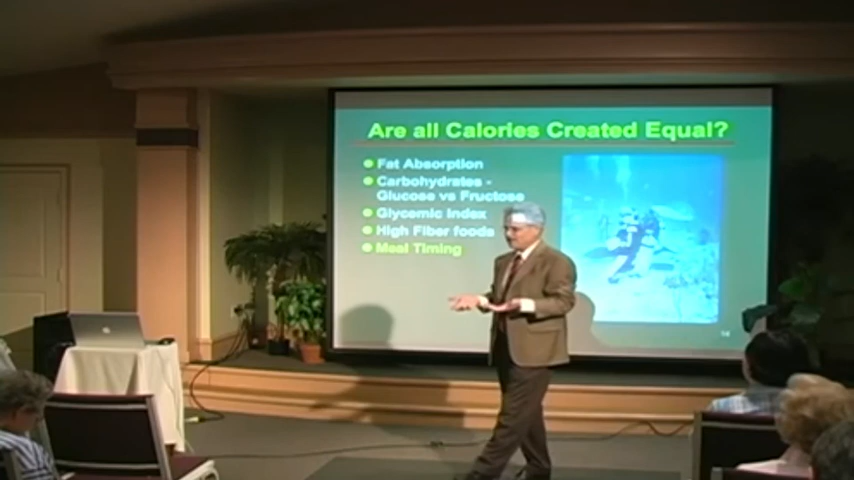 Are all Calories Created Equal?
Fat Absorption
Carbohydrates -
Glucose vs Fructose
Glycemic Index
High Fiber foods
Meal Timing